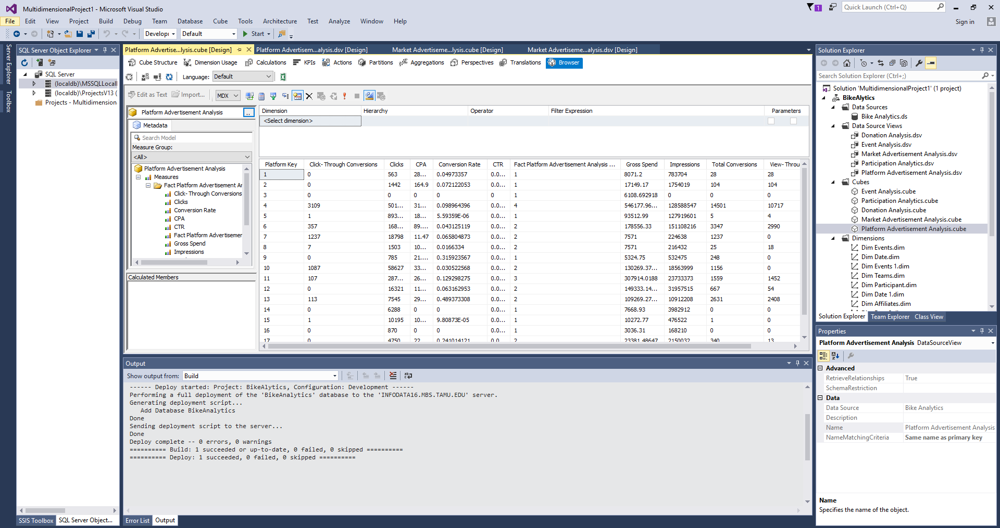 MultidimensionalProject1 - Microsoft Visual Studio
1
Quick Launch (Ctrl+Q)
File Edit View Project Build Debug Team Database Cube Tools Architecture Test Analyze Window Help
Sign in
Developı Default Start
Server Explorer
Toolbox
SQL Server Object Explorer
SQL Server
(localdb)\MSSQLLocall
(localdb)\ProjectsV13 (
Projects - Multidimensiona
SSIS Toolbox SQL Server Object...
Platform Advertise...lysis.cube [Design] Platform Advertisem...alysis.dsv [Design] Market Advertiseme...lysis.cube [Design] Market Advertiseme...alysis.dsv [Design]
Cube Structure Dimension Usage Calculations KPIs Actions Partitions Aggregations Perspectives Translations Browser
Language: Default
Edit as Text Import... MDX
Platform Advertisement Analysis ..
Metadata
Search Model
Measure Group:
<All>
Platform Advertisement Analysis
Measures
Fact Platform Advertisement Ar
Click- Through Conversions
Clicks
Conversion Rate
CPA
CTR
Fact Platform Advertisemer
Gross Spend
Impressions
Calculated Members
Dimension Hierarchy Operator Filter Expression Parameters
<Select dimension>
Platform Key Click- Through Conversions Clicks CPA Conversion Rate CTR Fact Platform Advertisement Analysis ... Gross Spend Impressions Total Conversions View- Throu
1 0 563 28... 0.04973357 0.0... 1 8071.2 783704 28 28
2 0 1442 164.9 0.072122053 0.0... 1 17149.17 1754019 104 104
3 0 0 0 0 0 1 6108.692918 0 0 0
4 3109 501... 31... 0.098964396 0.0... 4 546177.96... 128588547 14501 10717
5 1 893... 18... 5.59359E-06 0.0... 1 93512.99 127919601 5 4
6 357 168... 89.... 0.043125119 0.0... 2 178556.33 151108216 3347 2990
7 1237 18798 11.47 0.065804873 0.0... 2 7571 224638 1237 0
8 7 1503 10... 0.0166334 0.0... 2 7571 216432 25 18
9 0 785 21.... 0.315923567 0.0... 1 5324.75 532475 248 0
10 1087 58627 33... 0.030522568 0.0... 2 130269.37... 18563999 1156 0
11 107 287... 26... 0.129298275 0.0... 3 307914.0188 23733373 1559 1452
12 0 16321 11... 0.063162953 0.0... 2 149333.14... 31957515 667 54
13 113 7545 29... 0.489373308 0.0... 2 109269.27... 10912208 2631 2408
14 0 6288 0 0 0.0... 1 7668.93 3982912 0 0
15 1 10195 10... 9.80873E-05 0.0... 1 10272.77 476522 1 0
16 0 870 0 0 0.0... 1 3036.31 168210 0 0
17 0 4750 22 0.241014121 0.0 2 23381.48647 2150032 340 13
Output
Show output from: Build
------ Deploy started: Project: BikeAlytics, Configuration: Development ------
Performing a full deployment of the 'BikeAnalytics' database to the 'INFODATA16.MBS.TAMU.EDU' server.
Generating deployment script...
Add Database BikeAnalytics
Done
Sending deployment script to the server...
Done
Deploy complete -- 0 errors, 0 warnings
========== Build: 1 succeeded or up-to-date, 0 failed, 0 skipped ==========
========== Deploy: 1 succeeded, 0 failed, 0 skipped ==========
Error List Output
Solution Explorer
Search Solution Explorer (Ctrl+;)
Solution 'MultidimensionalProject1' (1 project)
BikeAlytics
Data Sources
Bike Analytics.ds
Data Source Views
Donation Analysis.dsv
Event Analysis.dsv
Market Advertisement Analysis.dsv
Participation Analytics.dsv
Platform Advertisement Analysis.dsv
Cubes
Event Analysis.cube
Participation Analytics.cube
Donation Analysis.cube
Market Advertisement Analysis.cube
Platform Advertisement Analysis.cube
Dimensions
Dim Events.dim
Dim Date.dim
Dim Events 1.dim
Dim Teams.dim
Dim Participant.dim
Dim Date 1.dim
Dim Affiliates.dim
Solution Explorer Team Explorer Class View
Properties
Platform Advertisement Analysis DataSourceView
Advanced
RetrieveRelationships True
SchemaRestriction
Data
Data Source Bike Analytics
Description
Name Platform Advertisement Analysis
NameMatchingCriteria Same name as primary key
Name
Specifies the name of the object.